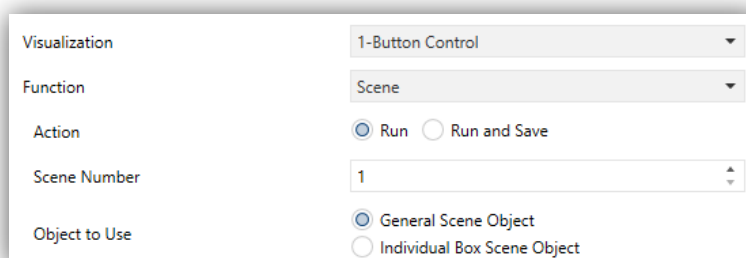 Visualization 1-Button Control
Function Scene
Action Run Run and Save
Scene Number 1
Object to Use General Scene Object
Individual Box Scene Object